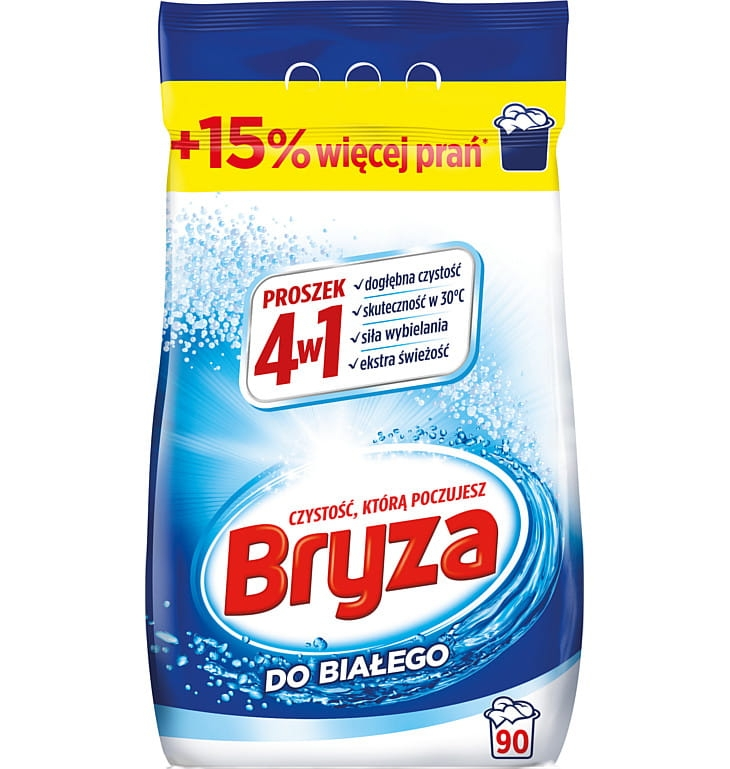 +15% więcej prań*
PROSZEK
4w1
✓dogłębna czystość
✓skuteczność w 30°C
✓siła wybielania
✓ekstra świeżość
CZYSTOŚĆ, KTÓRĄ POCZUJESZ
Bryza
DO BIAŁEGO
90